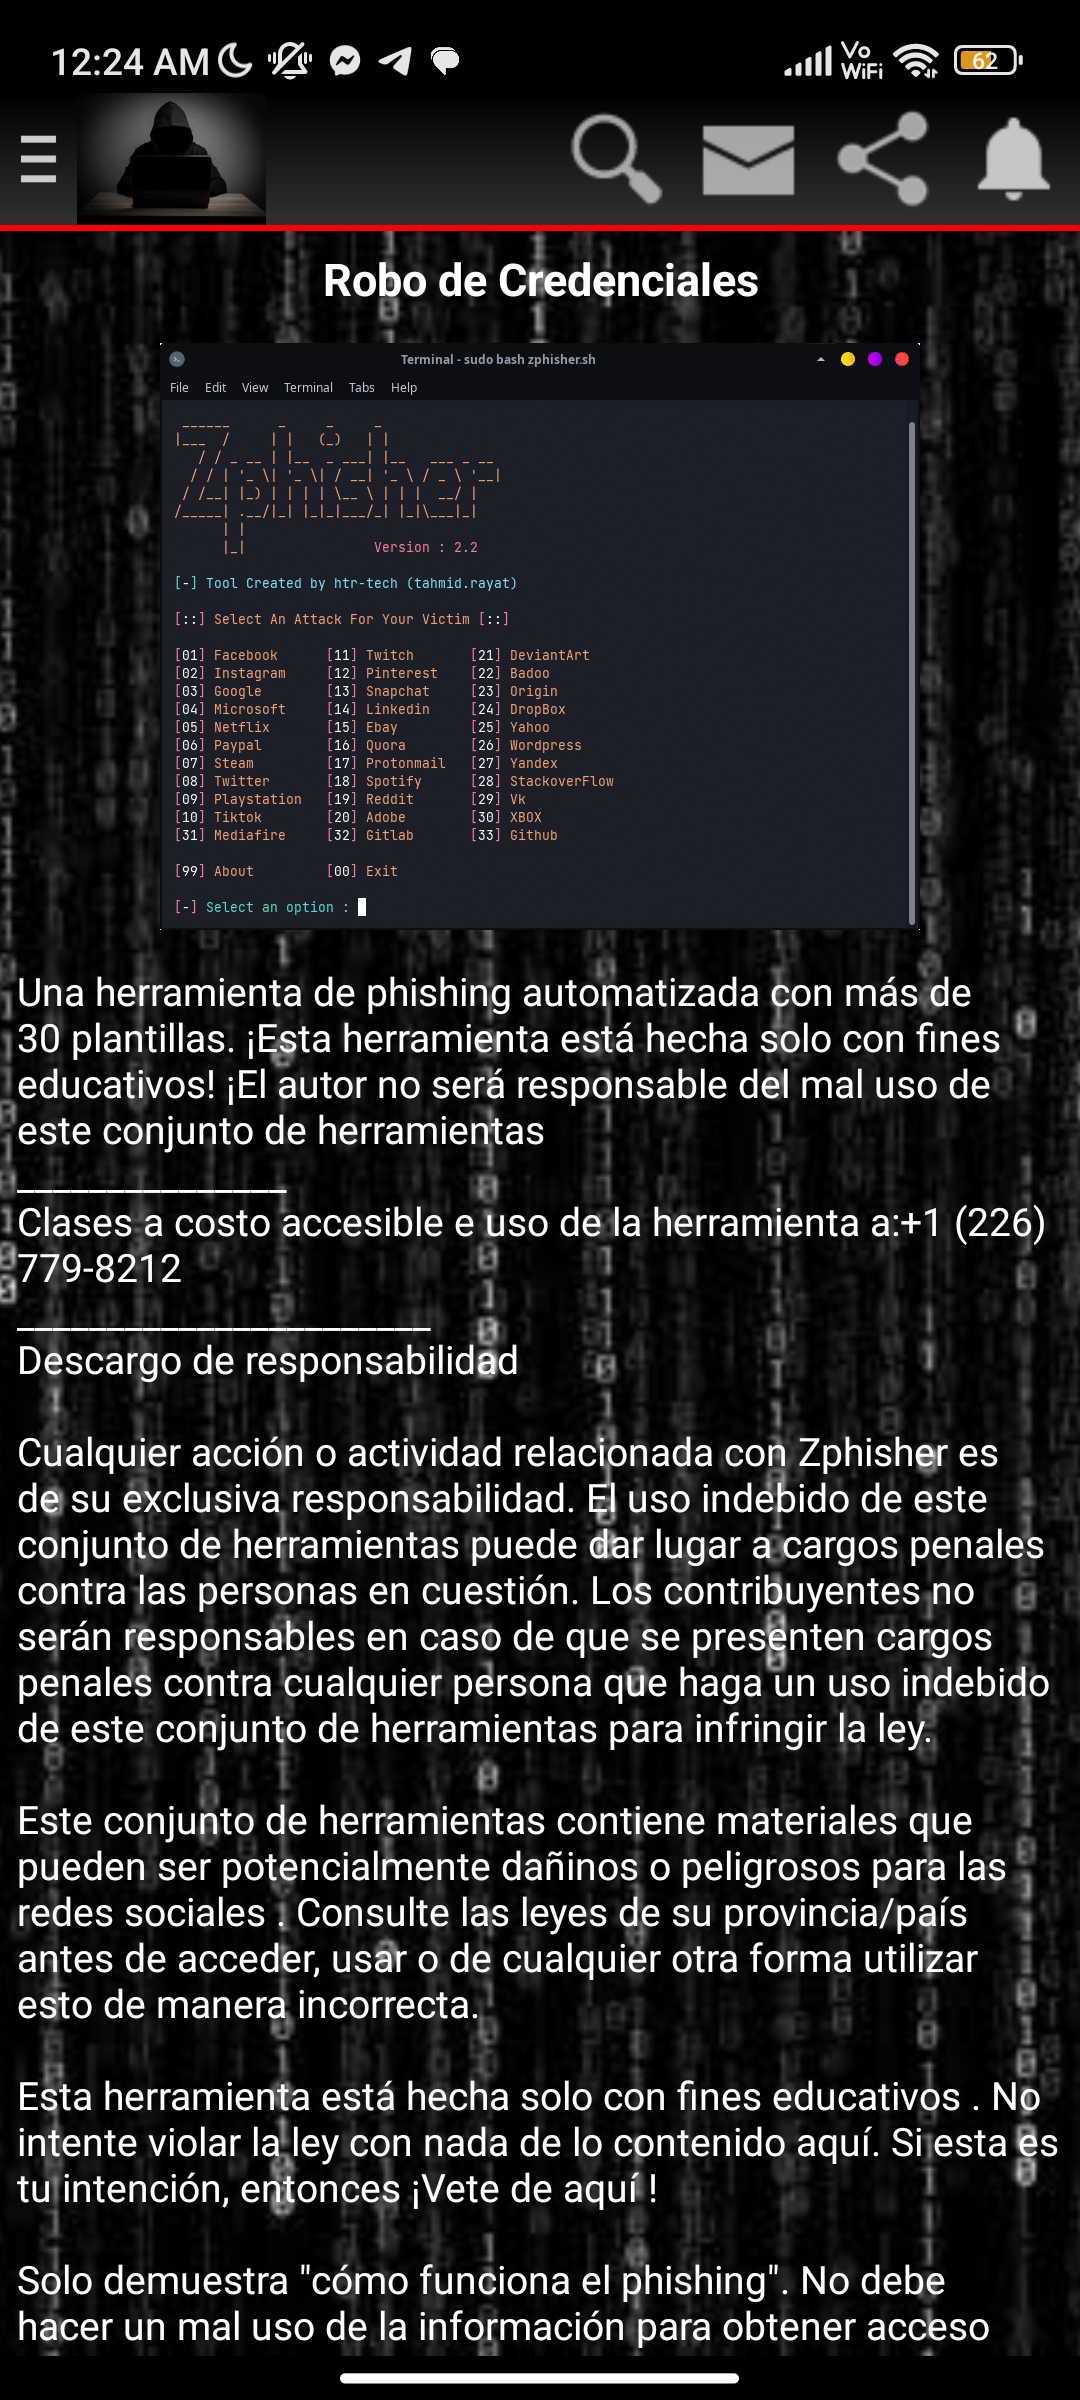 12:24 AM
Vo
WiFi
62
Robo de Credenciales
Terminal - sudo bash zphisher.sh
File Edit View Terminal Tabs Help
Version : 2.2
[-] Tool Created by htr-tech (tahmid.rayat)
[::] Select An Attack For Your Victim [::]
[01] Facebook [11] Twitch [21] DeviantArt
[02] Instagram [12] Pinterest [22] Badoo
[03] Google [13] Snapchat [23] Origin
[04] Microsoft [14] Linkedin [24] DropBox
[05] Netflix [15] Ebay [25] Yahoo
[06] Paypal [16] Quora [26] Wordpress
[07] Steam [17] Protonmail [27] Yandex
[08] Twitter [18] Spotify [28] StackoverFlow
[09] Playstation [19] Reddit [29] Vk
[10] Tiktok [20] Adobe [30] XBOX
[31] Mediafire [32] Gitlab [33] Github
[99] About [00] Exit
[-] Select an option :
Una herramienta de phishing automatizada con más de
30 plantillas. ¡Esta herramienta está hecha solo con fines
educativos! ¡El autor no será responsable del mal uso de
este conjunto de herramientas
_______________
Clases a costo accesible e uso de la herramienta a:+1 (226)
779-8212
_______________________
Descargo de responsabilidad
Cualquier acción o actividad relacionada con Zphisher es
de su exclusiva responsabilidad. El uso indebido de este
conjunto de herramientas puede dar lugar a cargos penales
contra las personas en cuestión. Los contribuyentes no
serán responsables en caso de que se presenten cargos
penales contra cualquier persona que haga un uso indebido
de este conjunto de herramientas para infringir la ley.
Este conjunto de herramientas contiene materiales que
pueden ser potencialmente dañinos o peligrosos para las
redes sociales . Consulte las leyes de su provincia/país
antes de acceder, usar o de cualquier otra forma utilizar
esto de manera incorrecta.
Esta herramienta está hecha solo con fines educativos . No
intente violar la ley con nada de lo contenido aquí. Si esta es
tu intención, entonces ¡Vete de aquí !
Solo demuestra "cómo funciona el phishing". No debe
hacer un mal uso de la información para obtener acceso